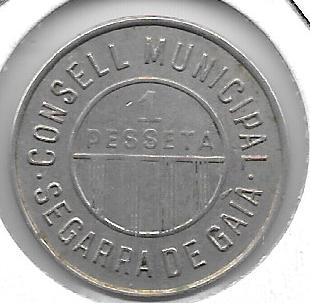 · CONSELL MUNICIPAL ·
SEGARRA DE GAIÀ
1
PESSETA